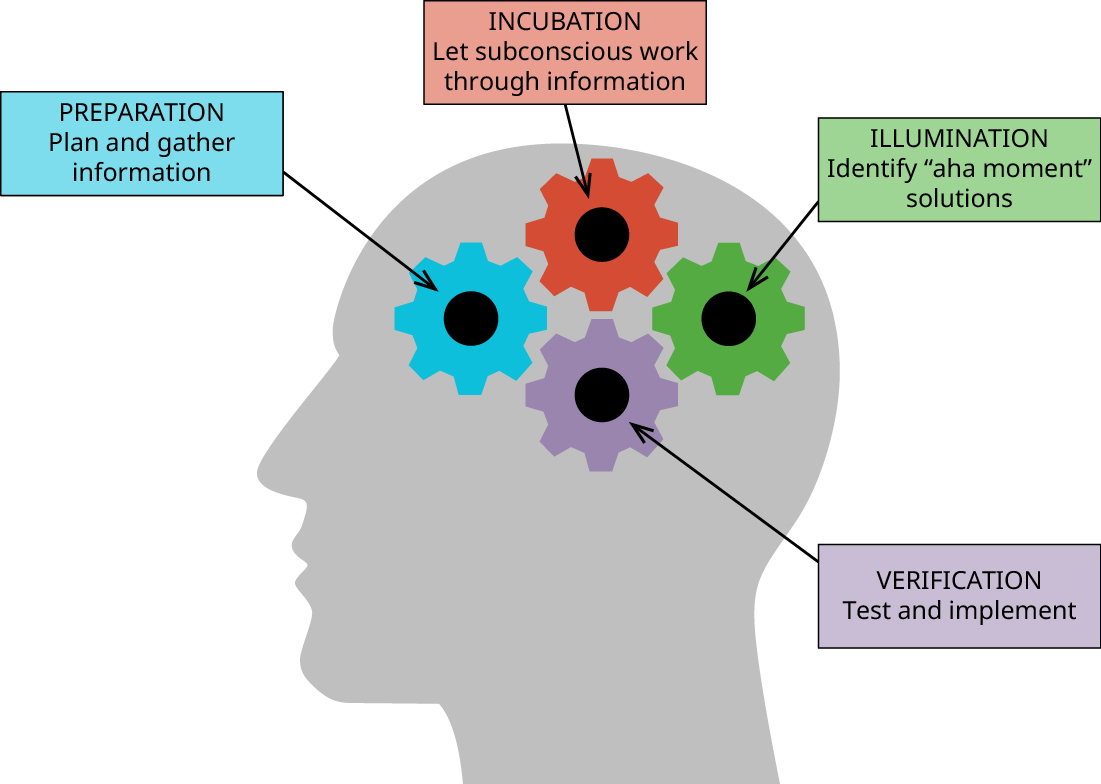 PREPARATION
Plan and gather
information
INCUBATION
Let subconscious work
through information
ILLUMINATION
Identify “aha moment”
solutions
VERIFICATION
Test and implement